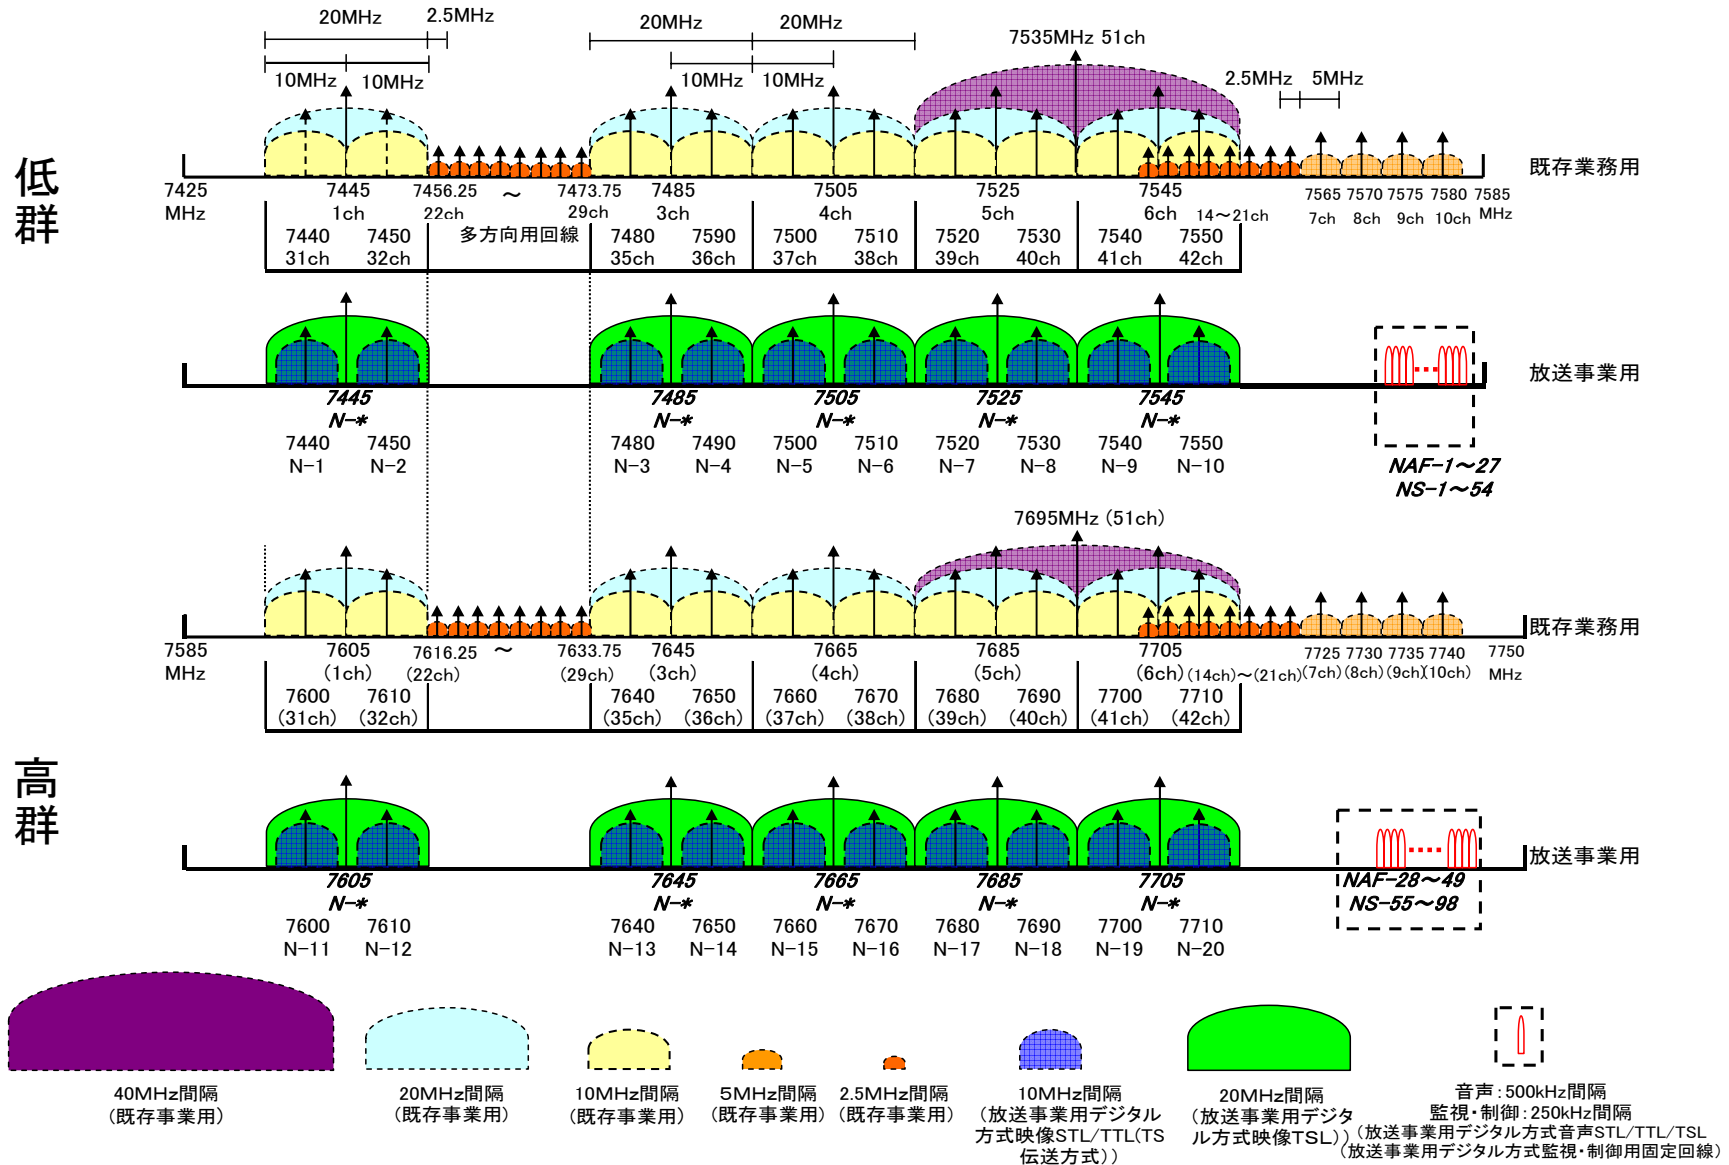 20MHz 2.5MHz 20MHz 20MHz 7535MHz 51ch
10MHz 10MHz 10MHz 10MHz 2.5MHz 5MHz
低群
既存業務用
7425 7445 7456.25 ～ 7473.75 7485 7505 7525 7545 7565 7570 7575 7580 7585
MHz 1ch 22ch 29ch 3ch 4ch 5ch 6ch 14～21ch 7ch 8ch 9ch 10ch MHz
多方向用回線
7440 7450 7480 7590 7500 7510 7520 7530 7540 7550
31ch 32ch 35ch 36ch 37ch 38ch 39ch 40ch 41ch 42ch
放送事業用
7445 7485 7505 7525 7545
N-* N-* N-* N-* N-*
7440 7450 7480 7490 7500 7510 7520 7530 7540 7550
N-1 N-2 N-3 N-4 N-5 N-6 N-7 N-8 N-9 N-10
NAF-1～27
NS-1～54
7695MHz (51ch)
既存業務用
7585 7605 7616.25 ～ 7633.75 7645 7665 7685 7705 7725 7730 7735 7740 7750
MHz (1ch) (22ch) (29ch) (3ch) (4ch) (5ch) (6ch) (14ch)～(21ch) (7ch) (8ch) (9ch) (10ch) MHz
7600 7610 7640 7650 7660 7670 7680 7690 7700 7710
(31ch) (32ch) (35ch) (36ch) (37ch) (38ch) (39ch) (40ch) (41ch) (42ch)
高群
放送事業用
7605 7645 7665 7685 7705
N-* N-* N-* N-* N-*
7600 7610 7640 7650 7660 7670 7680 7690 7700 7710
N-11 N-12 N-13 N-14 N-15 N-16 N-17 N-18 N-19 N-20
NAF-28～49
NS-55～98
40MHz間隔
(既存事業用)
20MHz間隔
(既存事業用)
10MHz間隔
(既存事業用)
5MHz間隔
(既存事業用)
2.5MHz間隔
(既存事業用)
10MHz間隔
(放送事業用デジタル
方式映像STL/TTL(TS
伝送方式))
20MHz間隔
(放送事業用デジタ
ル方式映像TSL))
音声：500kHz間隔
監視・制御：250kHz間隔
(放送事業用デジタル方式音声STL/TTL/TSL
(放送事業用デジタル方式監視・制御用固定回線)